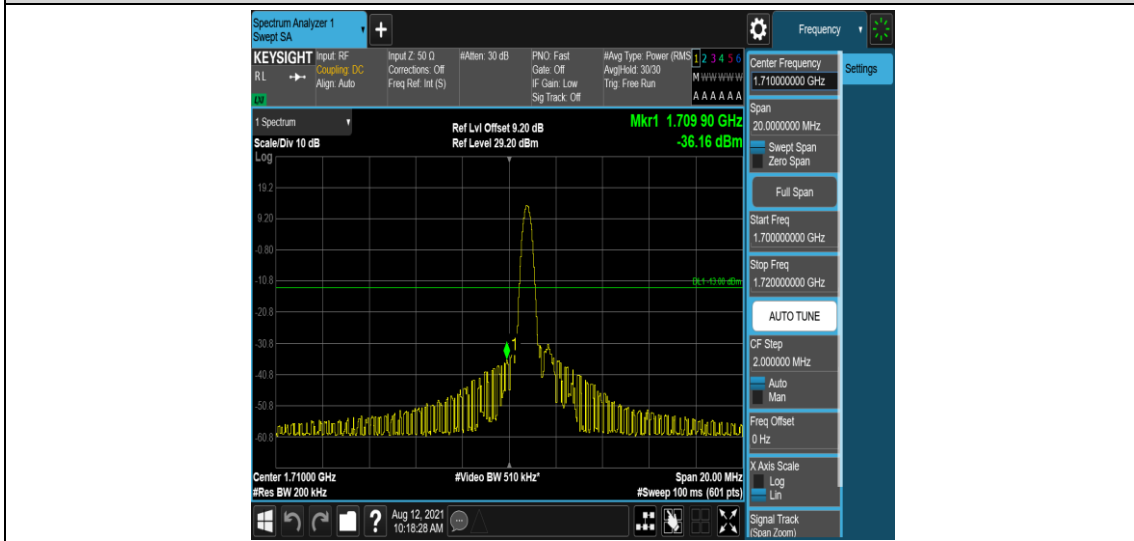 Spectrum Analyzer 1
Swept SA
Frequency
KEYSIGHT
Input: RF
Coupling: DC
Align: Auto
Input Z: 50 Ω
Corrections: Off
Freq Ref: Int (S)
#Atten: 30 dB
PNO: Fast
Gate: Off
IF Gain: Low
Sig Track: Off
#Avg Type: Power (RMS
Avg|Hold: 30/30
Trig: Free Run
1 2 3 4 5 6
M W W W W W
A A A A A A
RL
LXI
Center Frequency
1.710000000 GHz
Settings
1 Spectrum
Ref Lvl Offset 9.20 dB
Mkr1 1.709 90 GHz
Scale/Div 10 dB
Ref Level 29.20 dBm
-36.16 dBm
Log
19.2
9.20
-0.80
-10.8
-20.8
-30.8
-40.8
-50.8
-60.8
DL1 -13.00 dBm
1
Center 1.71000 GHz
#Video BW 510 kHz*
Span 20.00 MHz
#Res BW 200 kHz
#Sweep 100 ms (601 pts)
Span
20.0000000 MHz
Swept Span
Zero Span
Full Span
Start Freq
1.700000000 GHz
Stop Freq
1.720000000 GHz
AUTO TUNE
CF Step
2.000000 MHz
Auto
Man
Freq Offset
0 Hz
X Axis Scale
Log
Lin
Signal Track
(Span Zoom)
?
Aug 12, 2021
10:18:28 AM